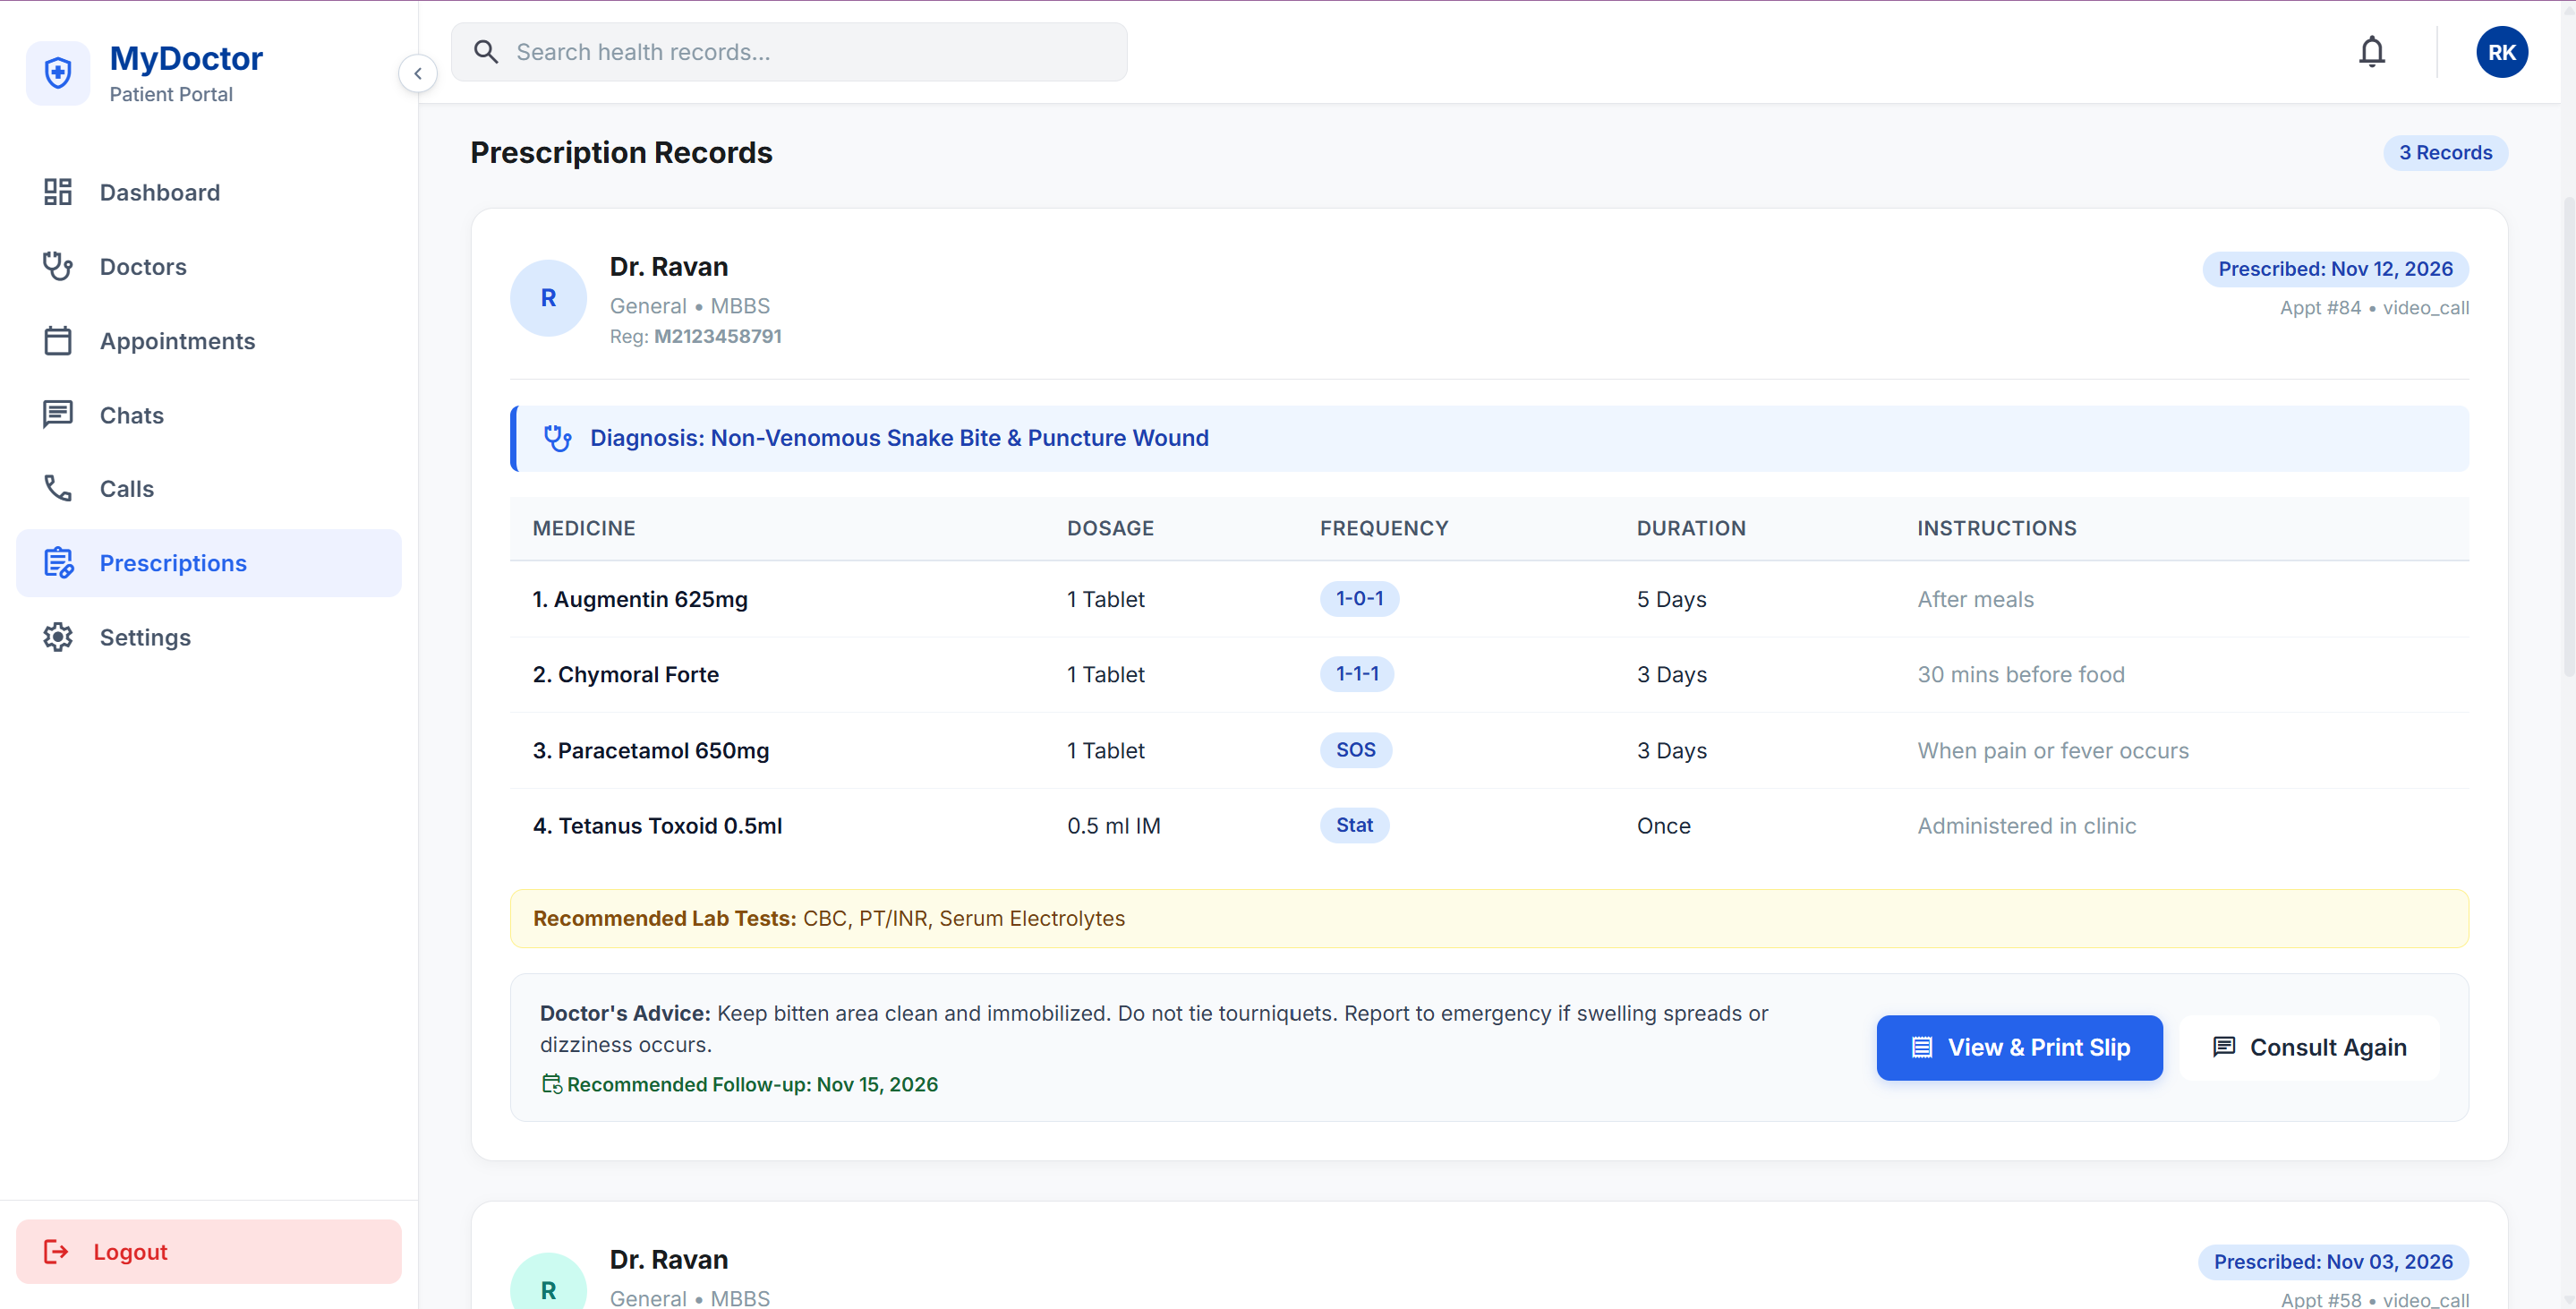 MyDoctor
Patient Portal
Dashboard
Doctors
Appointments
Chats
Calls
Prescriptions
Settings
Logout
Search health records...
RK
Prescription Records
3 Records
R
Dr. Ravan
General • MBBS
Reg: M2123458791
Prescribed: Nov 12, 2026
Appt #84 • video_call
Diagnosis: Non-Venomous Snake Bite & Puncture Wound
MEDICINE DOSAGE FREQUENCY DURATION INSTRUCTIONS
1. Augmentin 625mg 1 Tablet 1-0-1 5 Days After meals
2. Chymoral Forte 1 Tablet 1-1-1 3 Days 30 mins before food
3. Paracetamol 650mg 1 Tablet SOS 3 Days When pain or fever occurs
4. Tetanus Toxoid 0.5ml 0.5 ml IM Stat Once Administered in clinic
Recommended Lab Tests: CBC, PT/INR, Serum Electrolytes
Doctor's Advice: Keep bitten area clean and immobilized. Do not tie tourniquets. Report to emergency if swelling spreads or
dizziness occurs.
Recommended Follow-up: Nov 15, 2026
View & Print Slip
Consult Again
R
Dr. Ravan
General • MBBS
Prescribed: Nov 03, 2026
Appt #58 • video_call